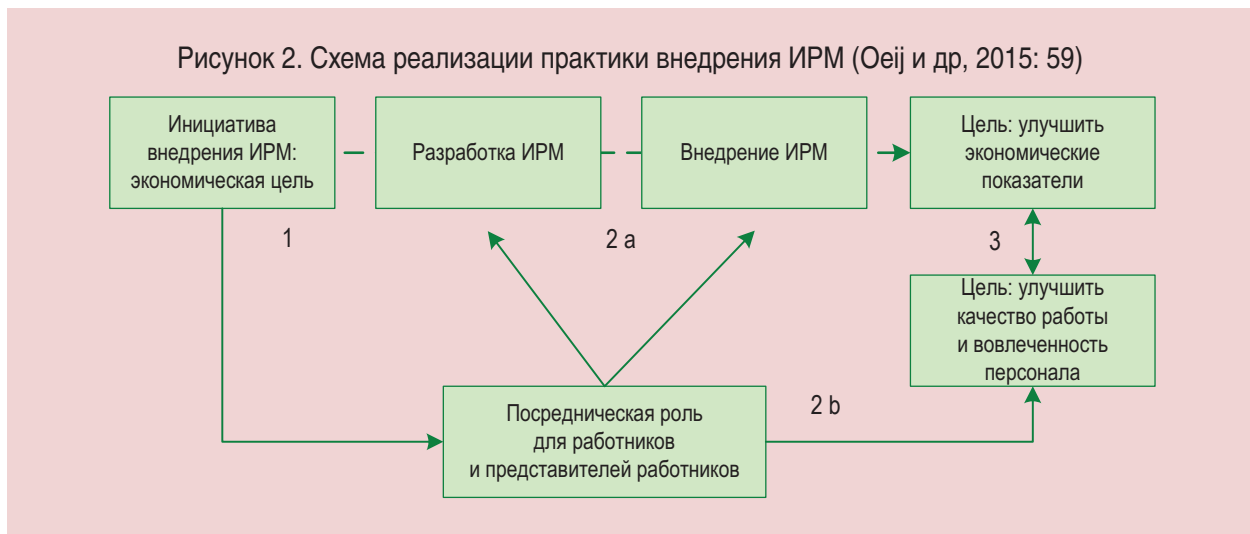 Рисунок 2. Схема реализации практики внедрения ИРМ (Oeij и др, 2015: 59)
Инициатива
внедрения ИРМ:
экономическая цель
Разработка ИРМ
Внедрение ИРМ
Цель: улучшить
экономические
показатели
1
2 a
3
Цель: улучшить
качество работы
и вовлеченность
персонала
2 b
Посредническая роль
для работников
и представителей работников